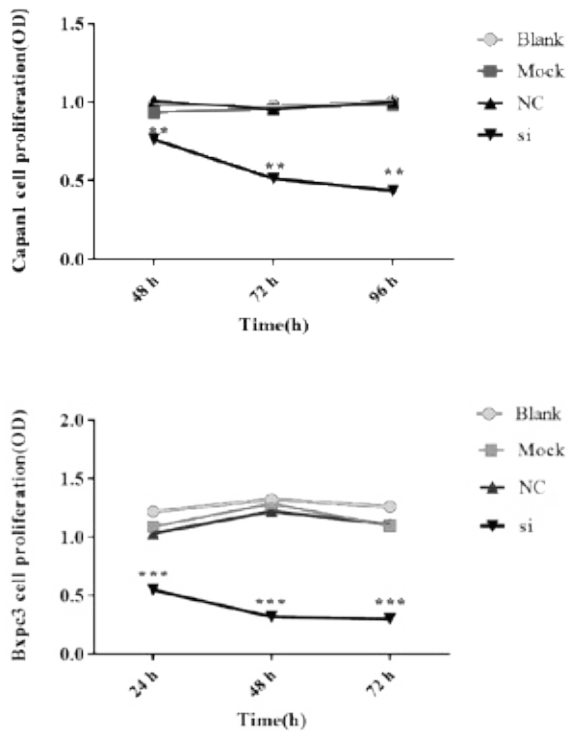 Capan1 cell proliferation(OD)
1.5
1.0
0.5
0.0
**
**
**
48 h
72 h
96 h
Time(h)
Blank
Mock
NC
si
Bxpc3 cell proliferation(OD)
2.0
1.5
1.0
0.5
0.0
***
***
***
24 h
48 h
72 h
Time(h)
Blank
Mock
NC
si